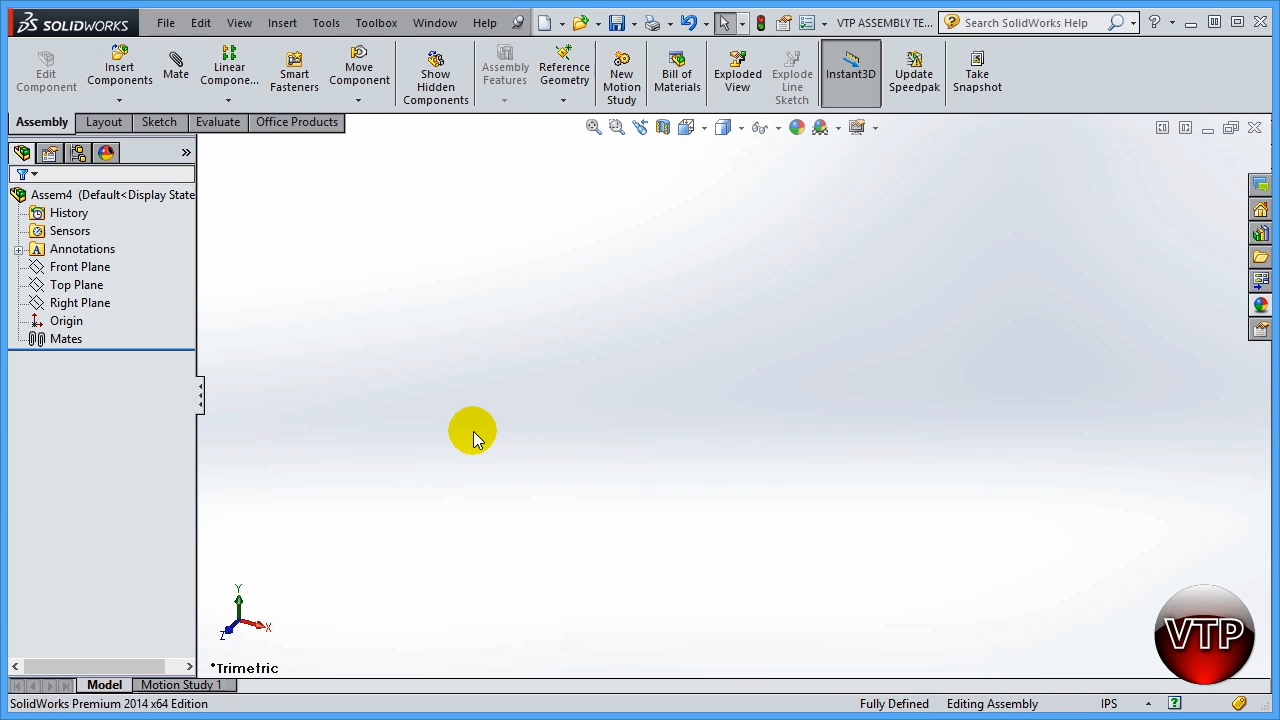 SOLIDWORKS File Edit View Insert Tools Toolbox Window Help VTP ASSEMBLY TE... Search SolidWorks Help
Edit Component
Insert Components
Mate
Linear Compone...
Smart Fasteners
Move Component
Show Hidden Components
Assembly Features
Reference Geometry
New Motion Study
Bill of Materials
Exploded View
Explode Line Sketch
Instant3D
Update Speedpak
Take Snapshot
Assembly Layout Sketch Evaluate Office Products
Assem4 (Default<Display State
History
Sensors
A Annotations
Front Plane
Top Plane
Right Plane
Origin
Mates
Y
X
Z
*Trimetric
VTP
Model Motion Study 1
SolidWorks Premium 2014 x64 Edition Fully Defined Editing Assembly IPS